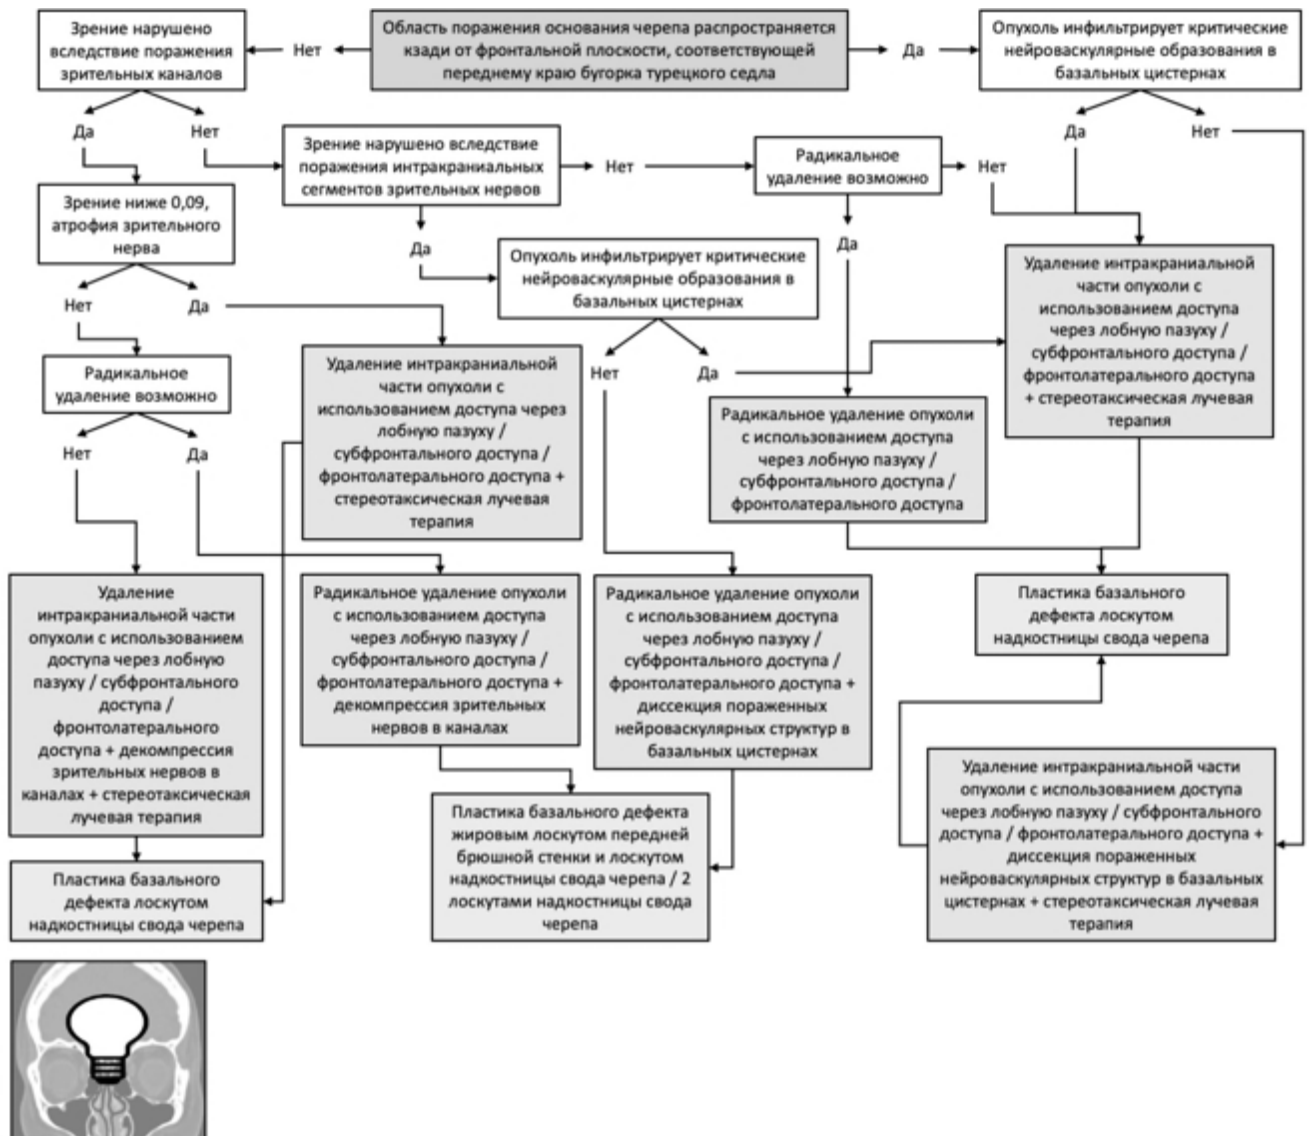 Зрение нарушено
вследствие поражения
зрительных каналов
Нет
Область поражения основания черепа распространяется
кзади от фронтальной плоскости, соответствующей
переднему краю бугорка турецкого седла
Да
Опухоль инфильтрирует критические
нейроваскулярные образования в
базальных цистернах
Да
Нет
Да
Нет
Зрение нарушено вследствие
поражения интракраниальных
сегментов зрительных нервов
Нет
Радикальное
удаление возможно
Нет
Зрение ниже 0,09,
атрофия зрительного
нерва
Да
Да
Опухоль инфильтрирует критические
нейроваскулярные образования в
базальных цистернах
Удаление интракраниальной
части опухоли с
использованием доступа
через лобную пазуху /
субфронтального доступа /
фронтолатерального доступа
+ стереотаксическая лучевая
терапия
Нет
Да
Радикальное
удаление возможно
Удаление интракраниальной
части опухоли с
использованием доступа через
лобную пазуху /
субфронтального доступа /
фронтолатерального доступа +
стереотаксическая лучевая
терапия
Нет
Да
Радикальное удаление опухоли
с использованием доступа
через лобную пазуху /
субфронтального доступа /
фронтолатерального доступа
Нет
Да
Удаление
интракраниальной части
опухоли с использованием
доступа через лобную
пазуху / субфронтального
доступа /
фронтолатерального
доступа + декомпрессия
зрительных нервов в
каналах + стереотаксическая
лучевая терапия
Радикальное удаление опухоли
с использованием доступа
через лобную пазуху /
субфронтального доступа /
фронтолатерального доступа +
декомпрессия зрительных
нервов в каналах
Радикальное удаление опухоли
с использованием доступа
через лобную пазуху /
субфронтального доступа /
фронтолатерального доступа +
диссекция пораженных
нейроваскулярных структур в
базальных цистернах
Пластика базального
дефекта лоскутом
надкостницы свода черепа
Удаление интракраниальной части
опухоли с использованием доступа
через лобную пазуху / субфронтального
доступа / фронтолатерального доступа +
диссекция пораженных
нейроваскулярных структур в базальных
цистернах + стереотаксическая лучевая
терапия
Пластика базального дефекта
жировым лоскутом передней
брюшной стенки и лоскутом
надкостницы свода черепа / 2
лоскутами надкостницы свода
черепа
Пластика базального
дефекта лоскутом
надкостницы свода черепа